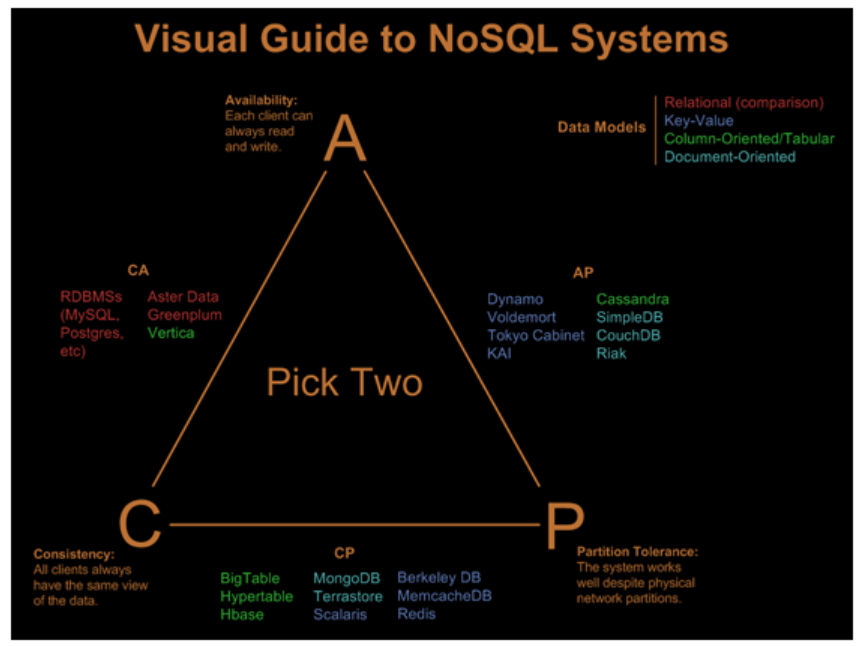 Visual Guide to NoSQL Systems
Availability:
Each client can
always read
and write.
A
Data Models
Relational (comparison)
Key-Value
Column-Oriented/Tabular
Document-Oriented
CA
RDBMSs
(MySQL,
Postgres,
etc)
Aster Data
Greenplum
Vertica
AP
Dynamo
Voldemort
Tokyo Cabinet
KAI
Cassandra
SimpleDB
CouchDB
Riak
Pick Two
C
P
Consistency:
All clients always
have the same view
of the data.
CP
BigTable
Hypertable
Hbase
MongoDB
Terrastore
Scalaris
Berkeley DB
MemcacheDB
Redis
Partition Tolerance:
The system works
well despite physical
network partitions.